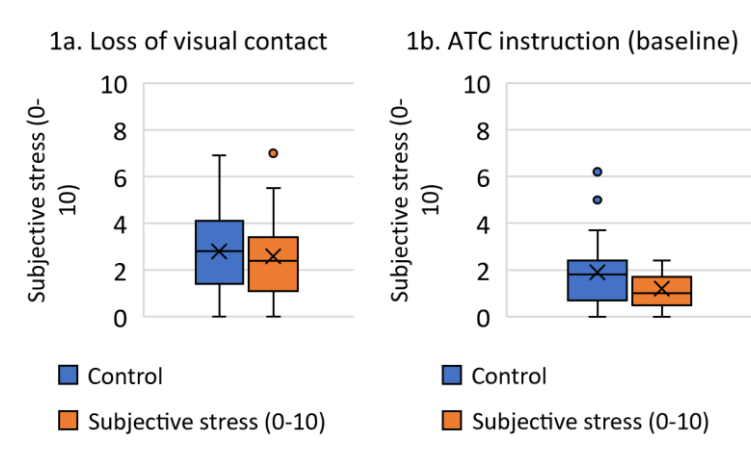 1a. Loss of visual contact
Subjective stress (0-
10)
10
8
6
4
2
0
Control
Subjective stress (0-10)
1b. ATC instruction (baseline)
Subjective stress (0-
10)
10
8
6
4
2
0
Control
Subjective stress (0-10)